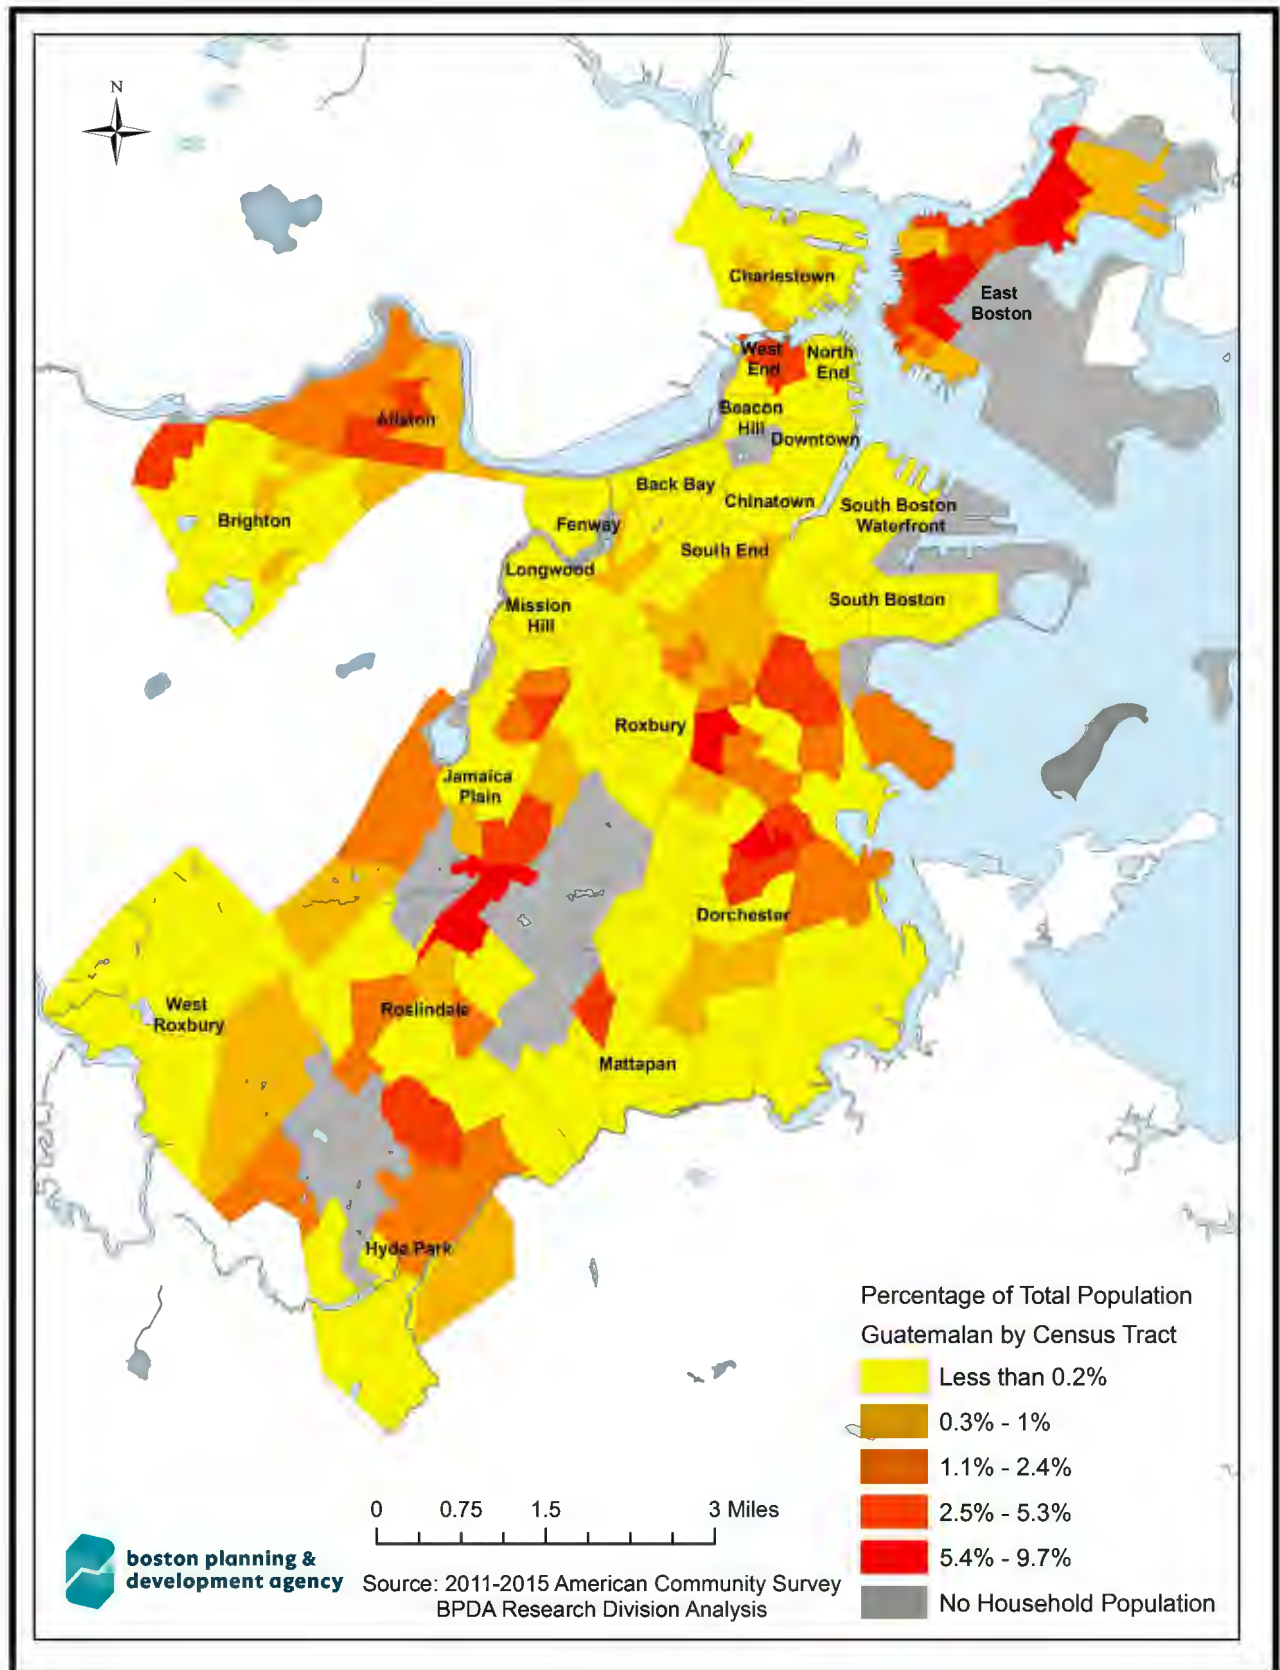 N
Charlestown
East
Boston
West
End
North
End
Beacon
Hill
Downtown
Allston
Back Bay
Chinatown
South Boston
Waterfront
Brighton
Fenway
South End
Longwood
Mission
Hill
South Boston
Roxbury
Jamaica
Plain
Dorchester
West
Roxbury
Roslindale
Mattapan
Hyde Park
Percentage of Total Population
Guatemalan by Census Tract
Less than 0.2%
0.3% - 1%
1.1% - 2.4%
2.5% - 5.3%
5.4% - 9.7%
No Household Population
0 0.75 1.5 3 Miles
boston planning &
development agency
Source: 2011-2015 American Community Survey
BPDA Research Division Analysis